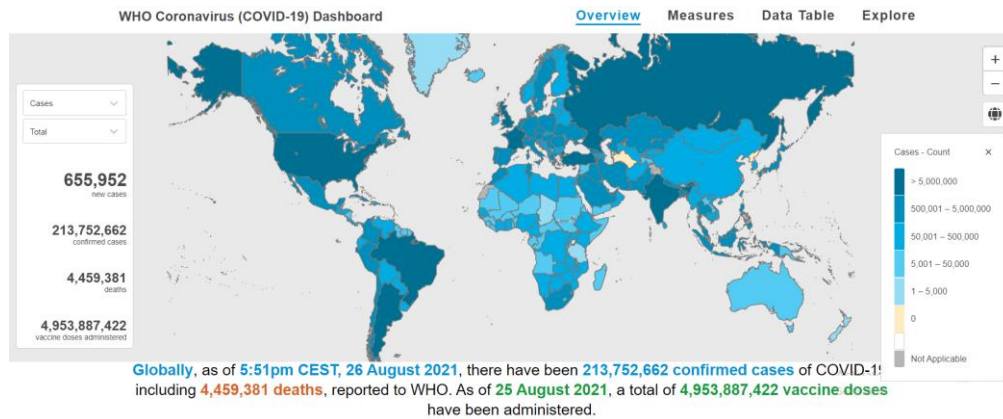 WHO Coronavirus (COVID-19) Dashboard
Overview Measures Data Table Explore
Cases
Total
655,952
new cases
213,752,662
confirmed cases
4,459,381
deaths
4,953,887,422
vaccine doses administered
+
−
Cases - Count ×
> 5,000,000
500,001 – 5,000,000
50,001 – 500,000
5,001 – 50,000
1 – 5,000
0
Not Applicable
Globally, as of 5:51pm CEST, 26 August 2021, there have been 213,752,662 confirmed cases of COVID-19
including 4,459,381 deaths, reported to WHO. As of 25 August 2021, a total of 4,953,887,422 vaccine doses
have been administered.